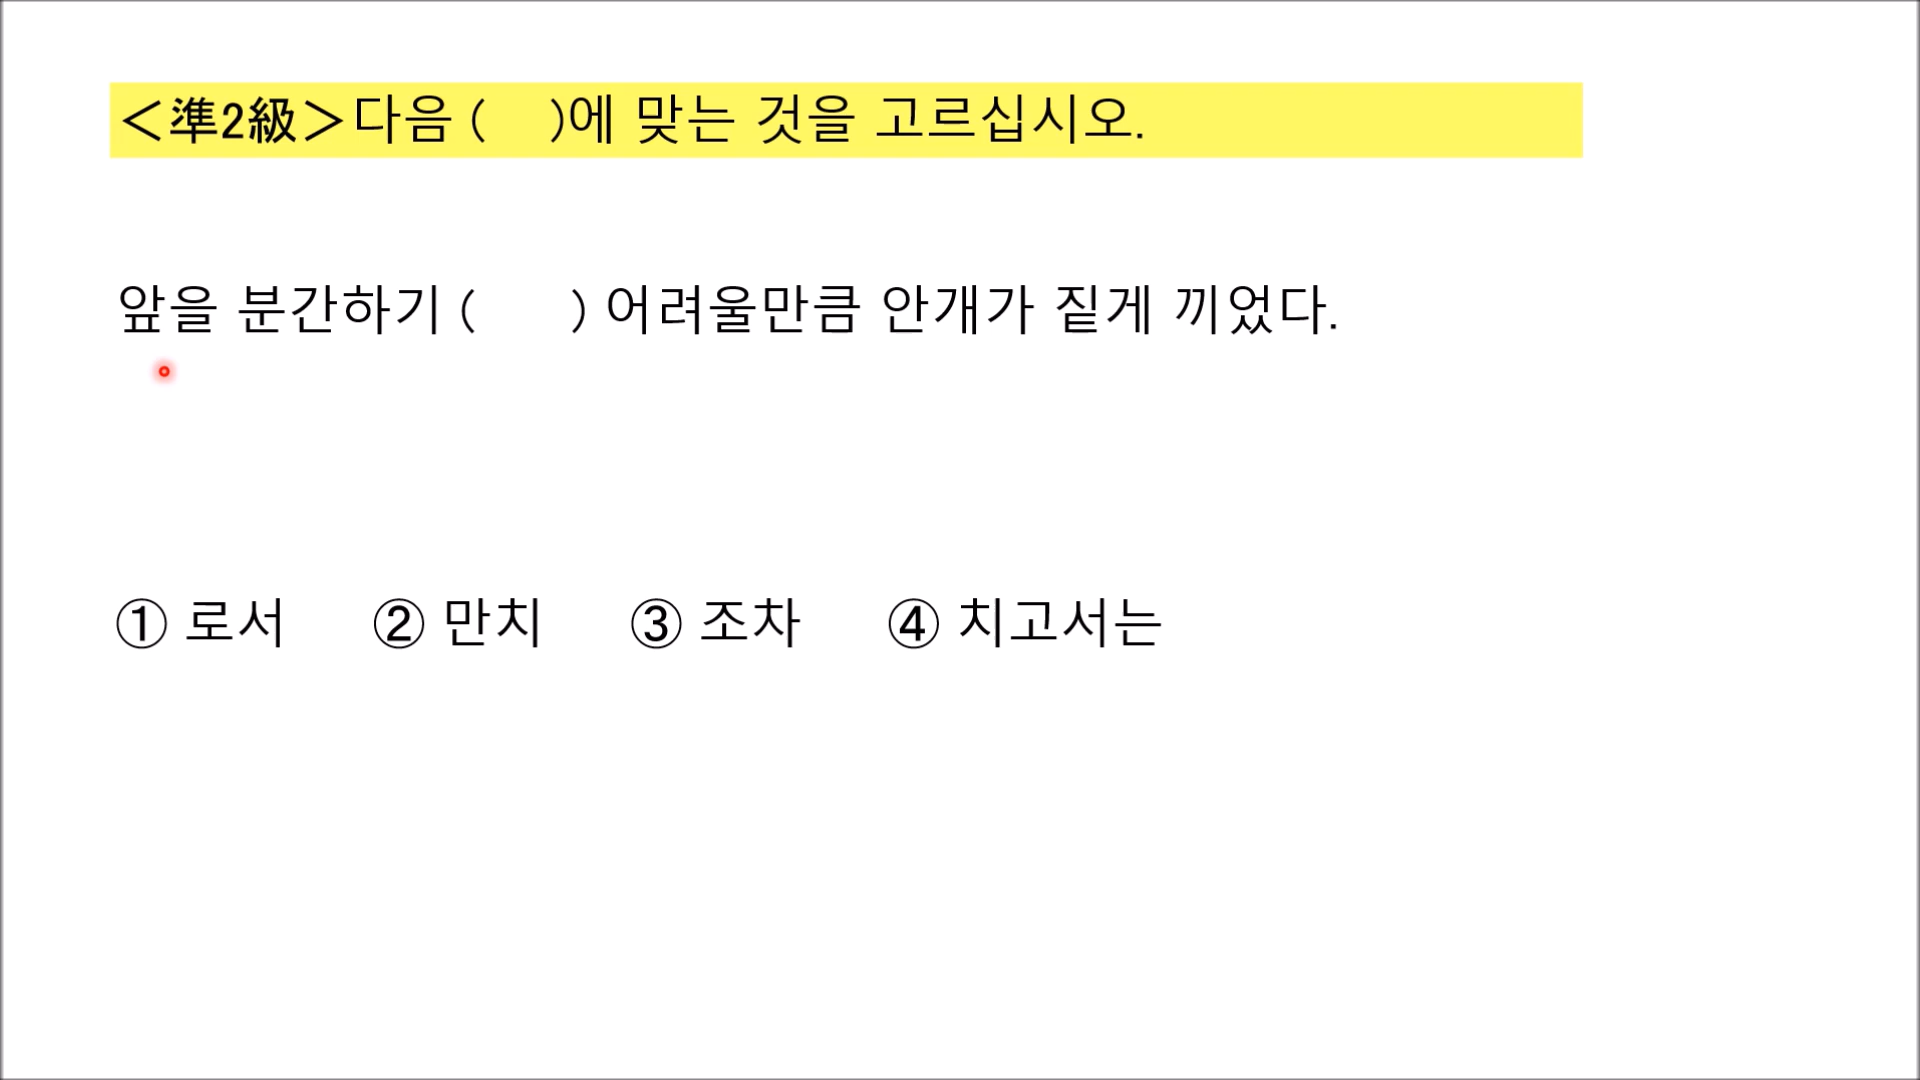 ＜準2級＞다음 (    )에 맞는 것을 고르십시오.
앞을 분간하기 (      ) 어려울만큼 안개가 짙게 끼었다.
① 로서    ② 만치    ③ 조차    ④ 치고서는